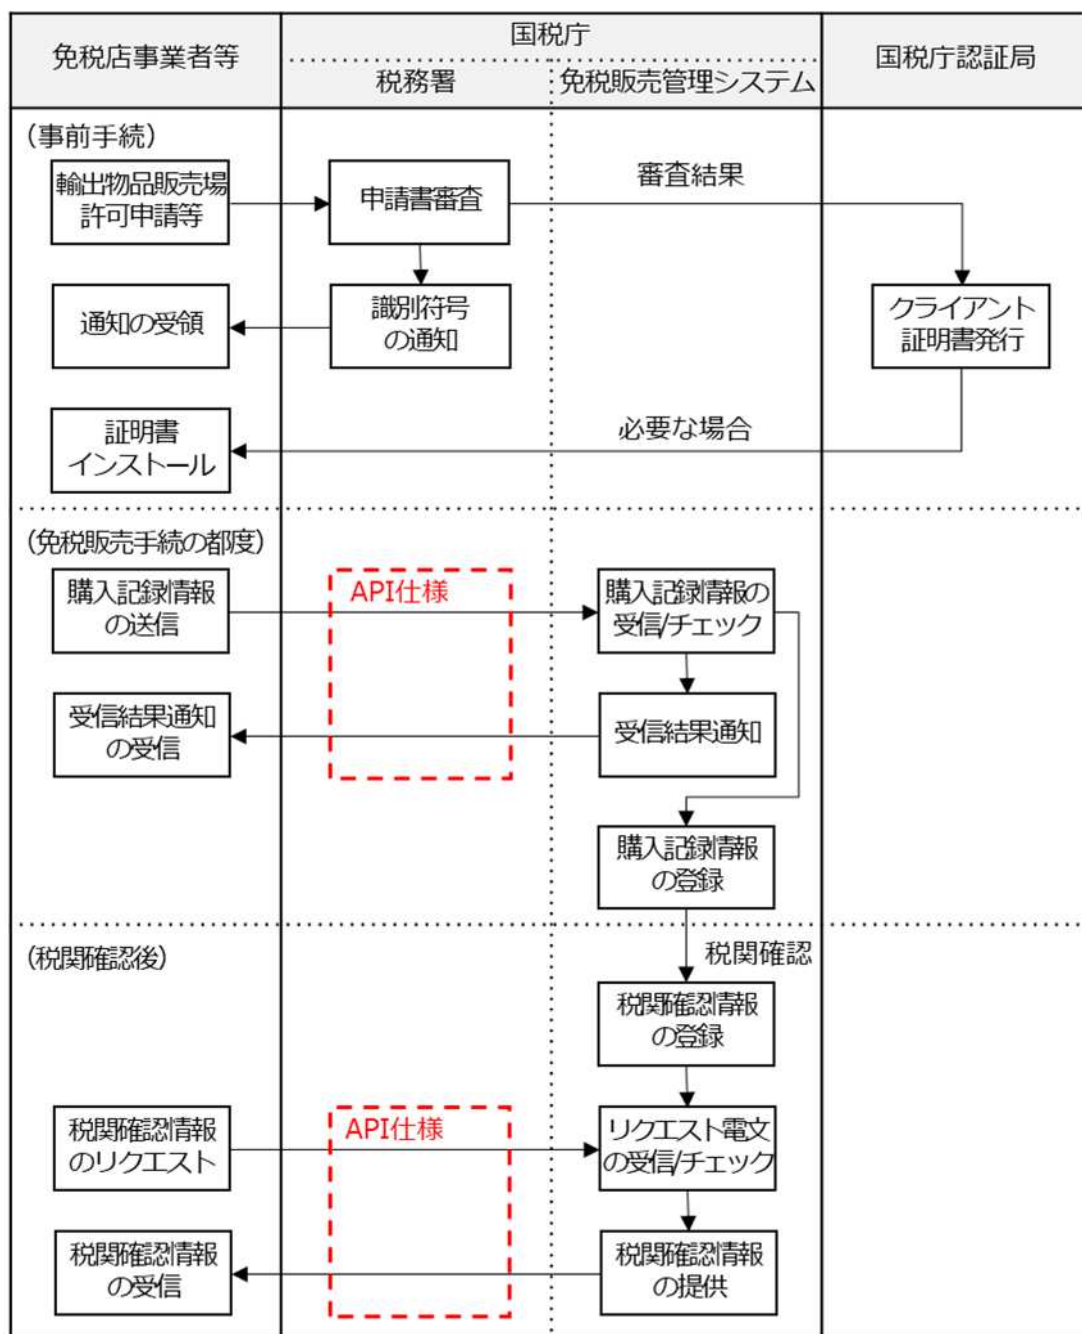 免税店事業者等
国税庁
税務署
免税販売管理システム
国税庁認証局
(事前手続)
輸出物品販売場
許可申請等
申請書審査
審査結果
通知の受領
識別符号
の通知
クライアント
証明書発行
証明書
インストール
必要な場合
(免税販売手続の都度)
購入記録情報
の送信
API仕様
購入記録情報の
受信/チェック
受信結果通知
の受信
受信結果通知
購入記録情報
の登録
(税関確認後)
税関確認
税関確認情報
の登録
税関確認情報
のリクエスト
API仕様
リクエスト電文
の受信/チェック
税関確認情報
の受信
税関確認情報
の提供